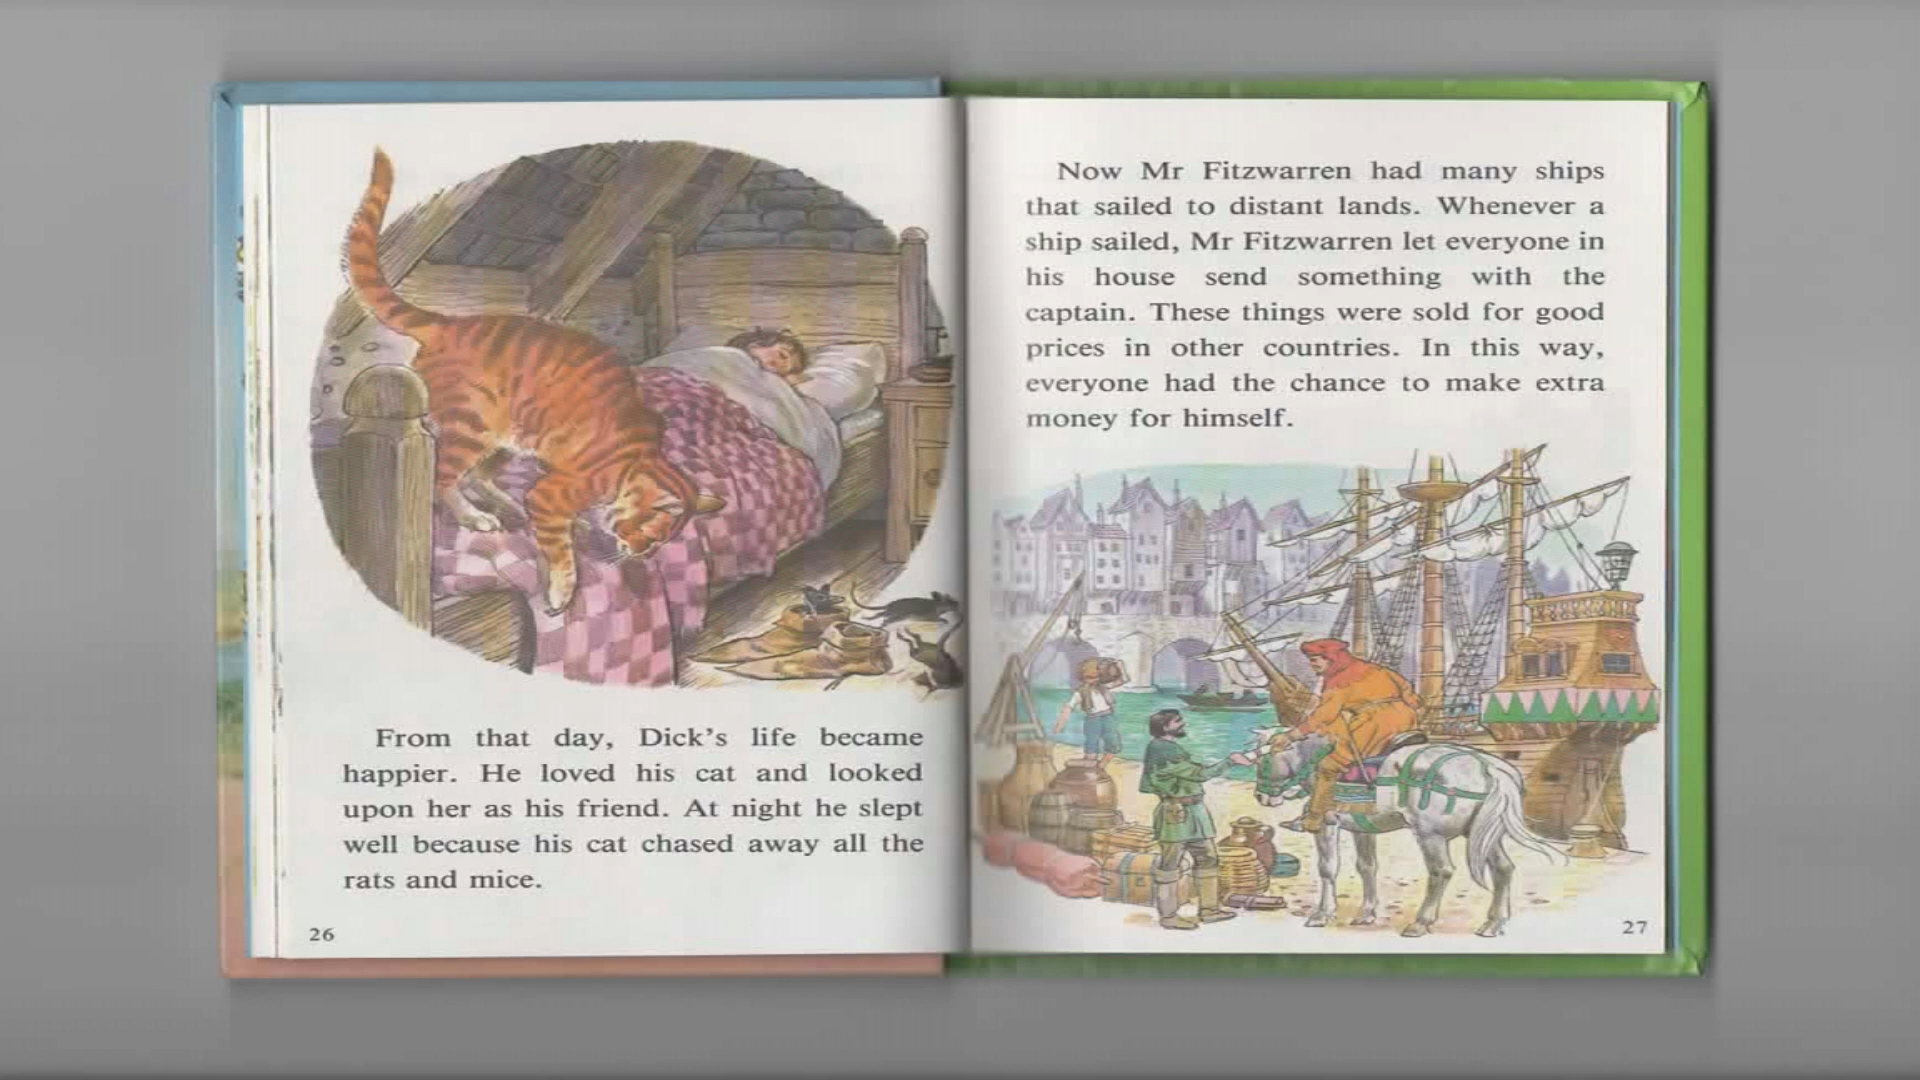 From that day, Dick's life became
happier. He loved his cat and looked
upon her as his friend. At night he slept
well because his cat chased away all the
rats and mice.
26
Now Mr Fitzwarren had many ships
that sailed to distant lands. Whenever a
ship sailed, Mr Fitzwarren let everyone in
his house send something with the
captain. These things were sold for good
prices in other countries. In this way,
everyone had the chance to make extra
money for himself.
27